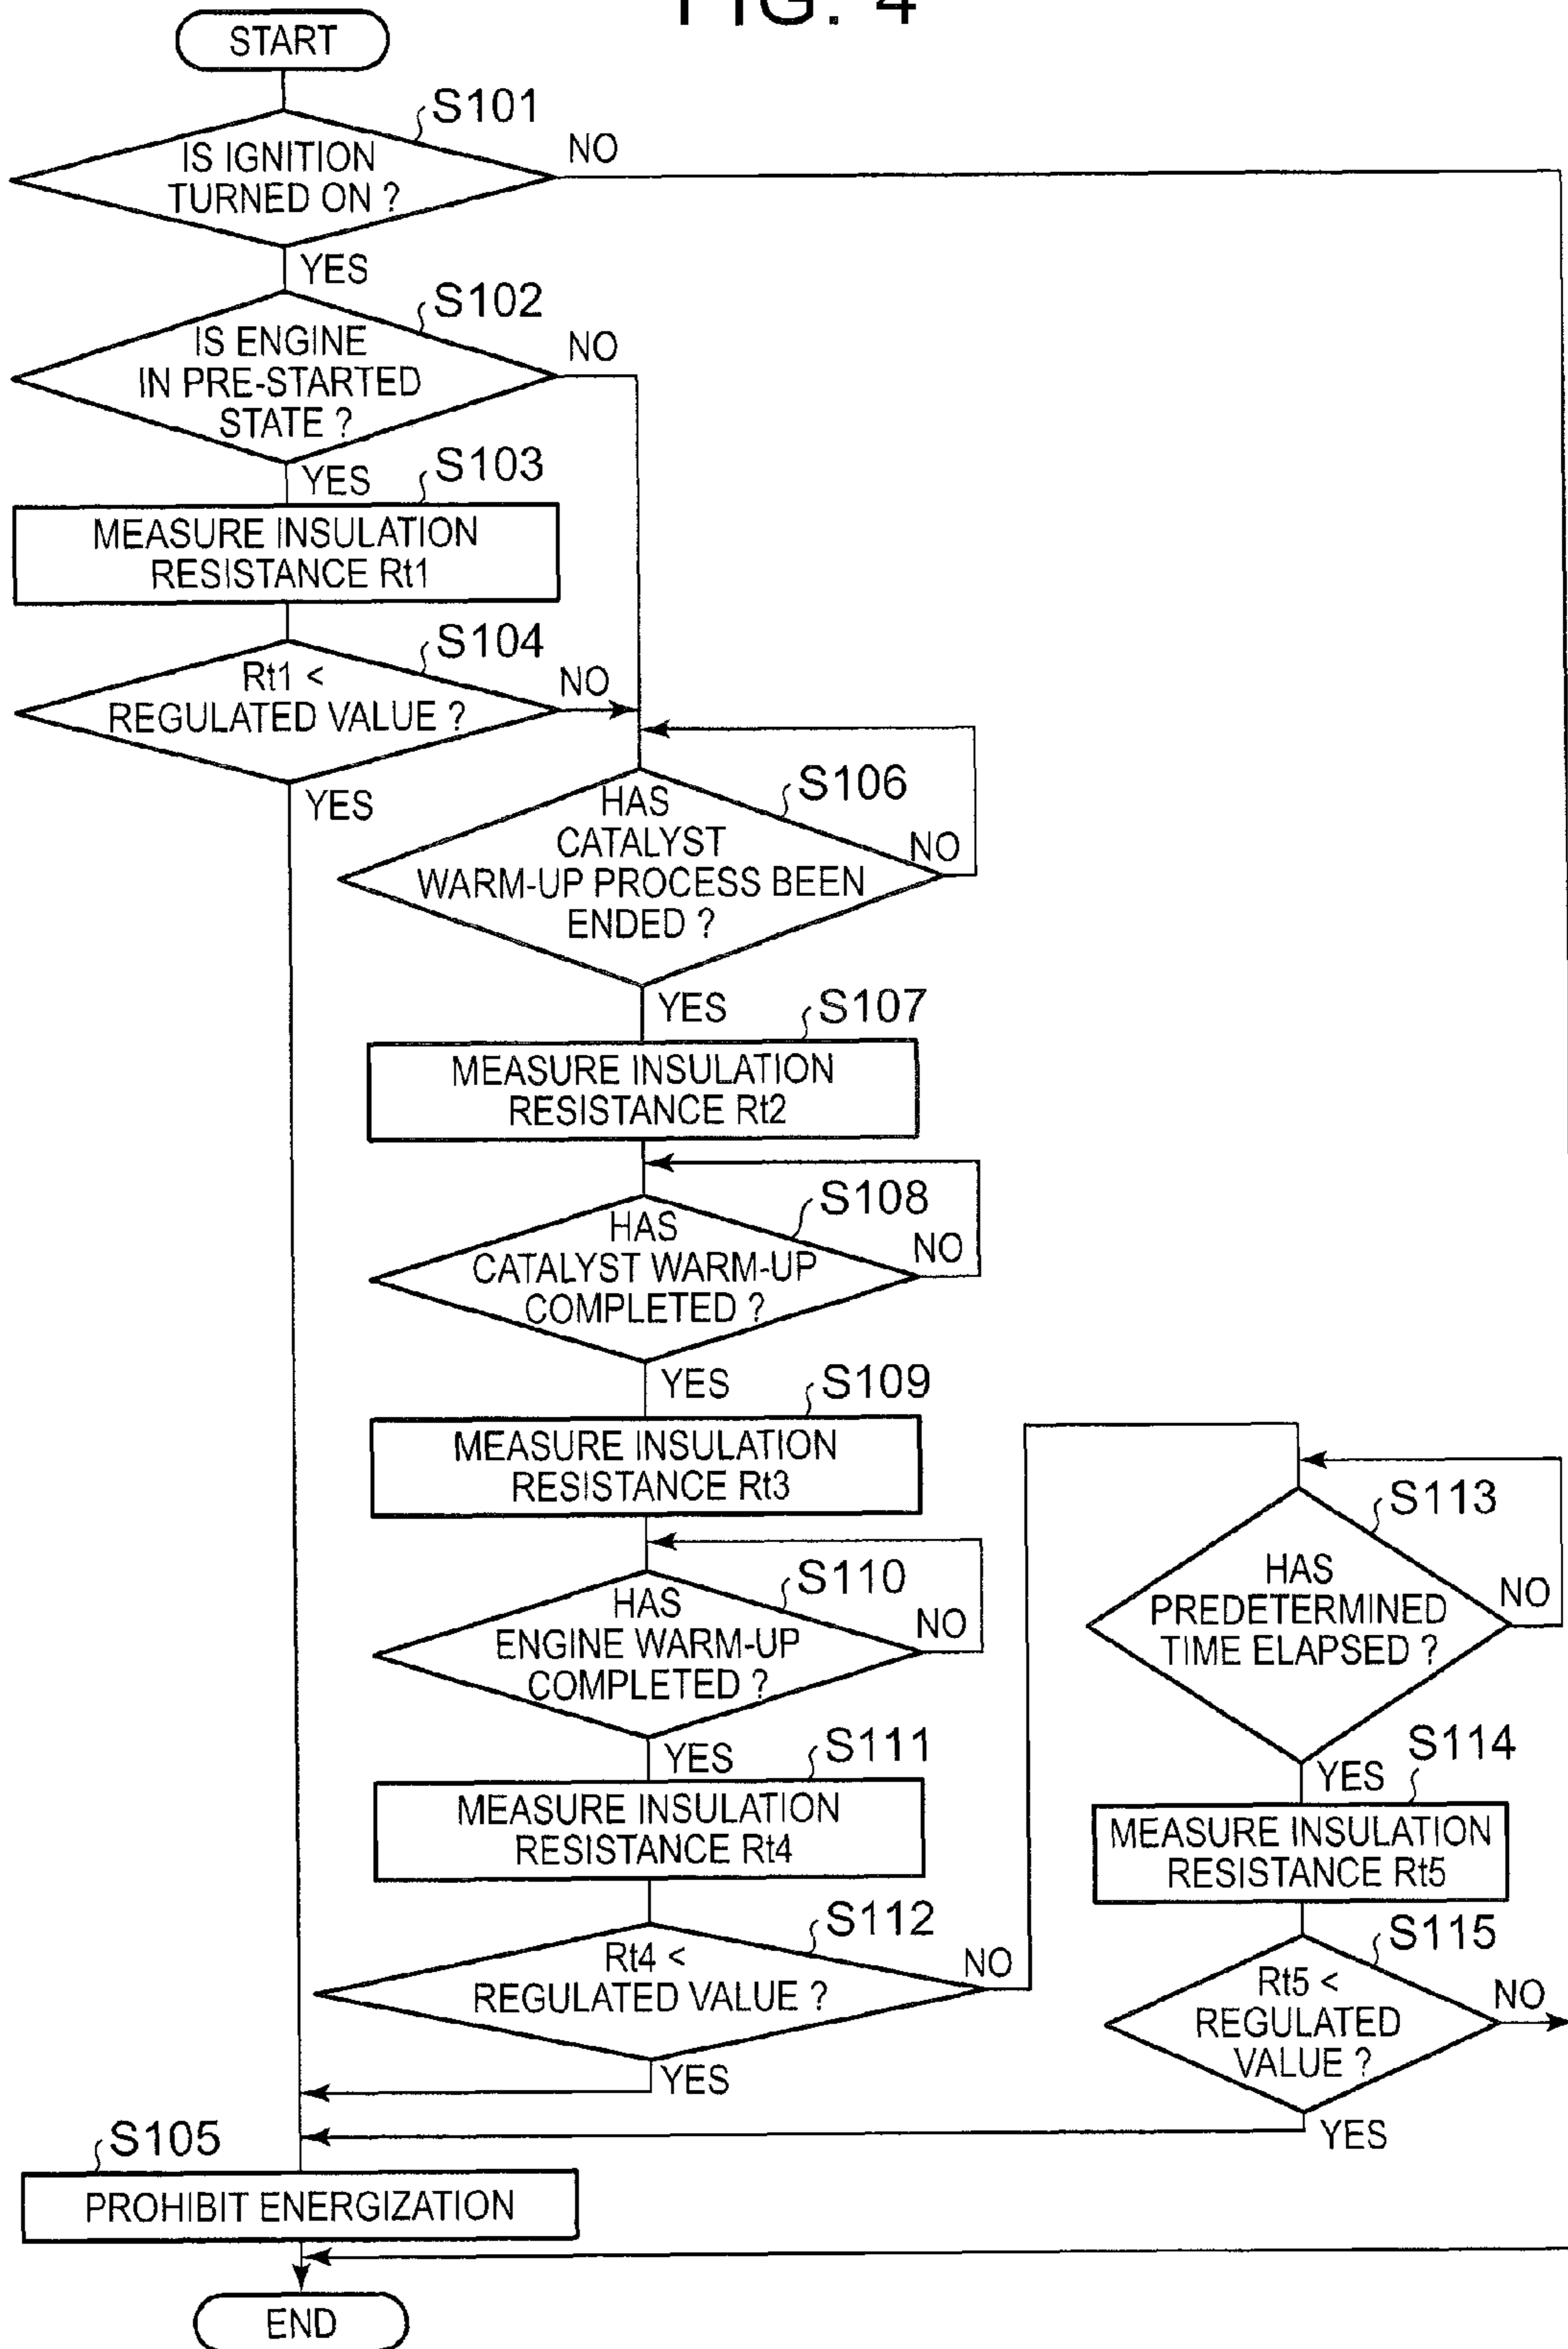 FIG. 4
START
S101
IS IGNITION
TURNED ON ?
NO
YES
S102
IS ENGINE
IN PRE-STARTED
STATE ?
NO
YES
S103
MEASURE INSULATION
RESISTANCE Rt1
S104
Rt1 <
REGULATED VALUE ?
NO
YES
S106
HAS
CATALYST
WARM-UP PROCESS BEEN
ENDED ?
NO
YES
S107
MEASURE INSULATION
RESISTANCE Rt2
S108
HAS
CATALYST WARM-UP
COMPLETED ?
NO
YES
S109
MEASURE INSULATION
RESISTANCE Rt3
S110
HAS
ENGINE WARM-UP
COMPLETED ?
NO
YES
S111
MEASURE INSULATION
RESISTANCE Rt4
S112
Rt4 <
REGULATED VALUE ?
NO
YES
S113
HAS
PREDETERMINED
TIME ELAPSED ?
NO
YES
S114
MEASURE INSULATION
RESISTANCE Rt5
S115
Rt5 <
REGULATED
VALUE ?
NO
YES
S105
PROHIBIT ENERGIZATION
END